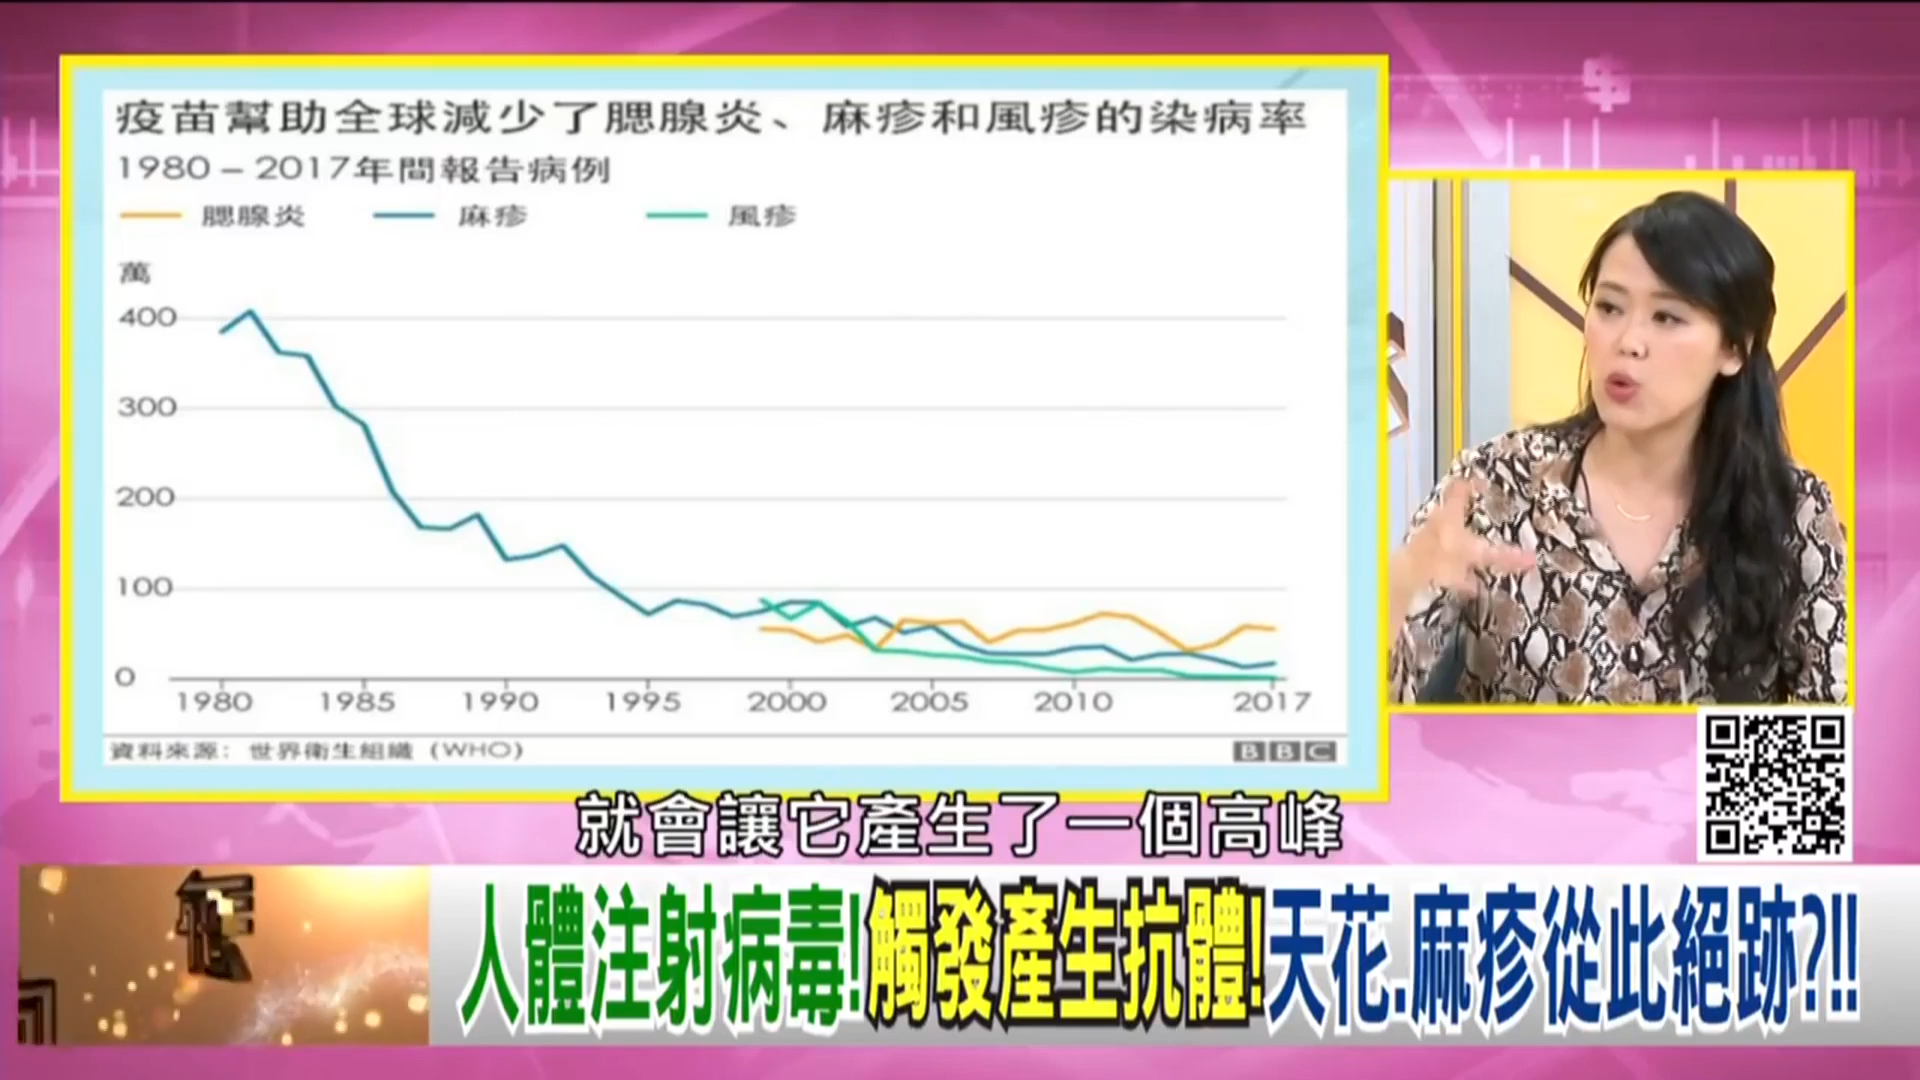 疫苗幫助全球減少了腮腺炎、麻疹和風疹的染病率
1980 – 2017年間報告病例
腮腺炎 麻疹 風疹
萬
400
300
200
100
0
1980 1985 1990 1995 2000 2005 2010 2017
資料來源: 世界衛生組織 (WHO)
BBC
就會讓它產生了一個高峰
人體注射病毒!觸發產生抗體!天花.麻疹從此絕跡?!!